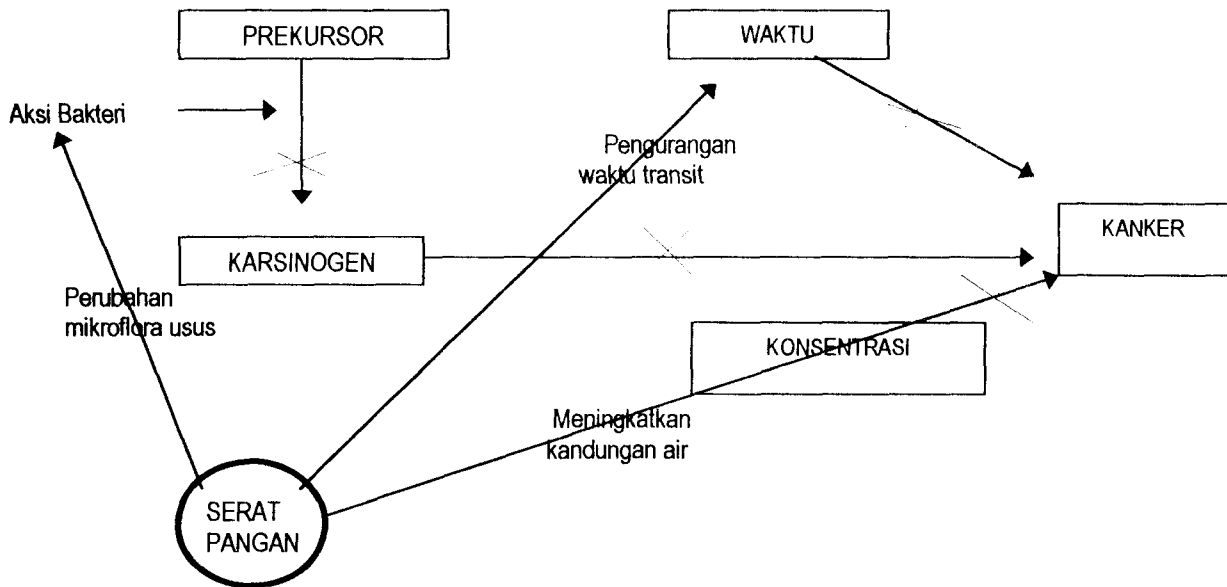 PREKURSOR
WAKTU
Aksi Bakteri
Pengurangan
waktu transit
KANKER
KARSINOGEN
Perubahan
mikroflora usus
KONSENTRASI
Meningkatkan
kandungan air
SERAT
PANGAN